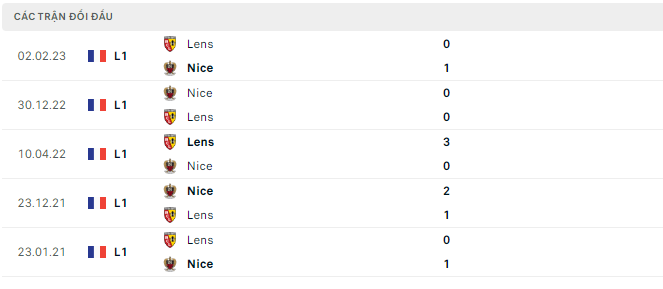 CÁC TRẬN ĐỐI ĐẦU
02.02.23 L1 Lens 0
Nice 1
30.12.22 L1 Nice 0
Lens 0
10.04.22 L1 Lens 3
Nice 0
23.12.21 L1 Nice 2
Lens 1
23.01.21 L1 Lens 0
Nice 1